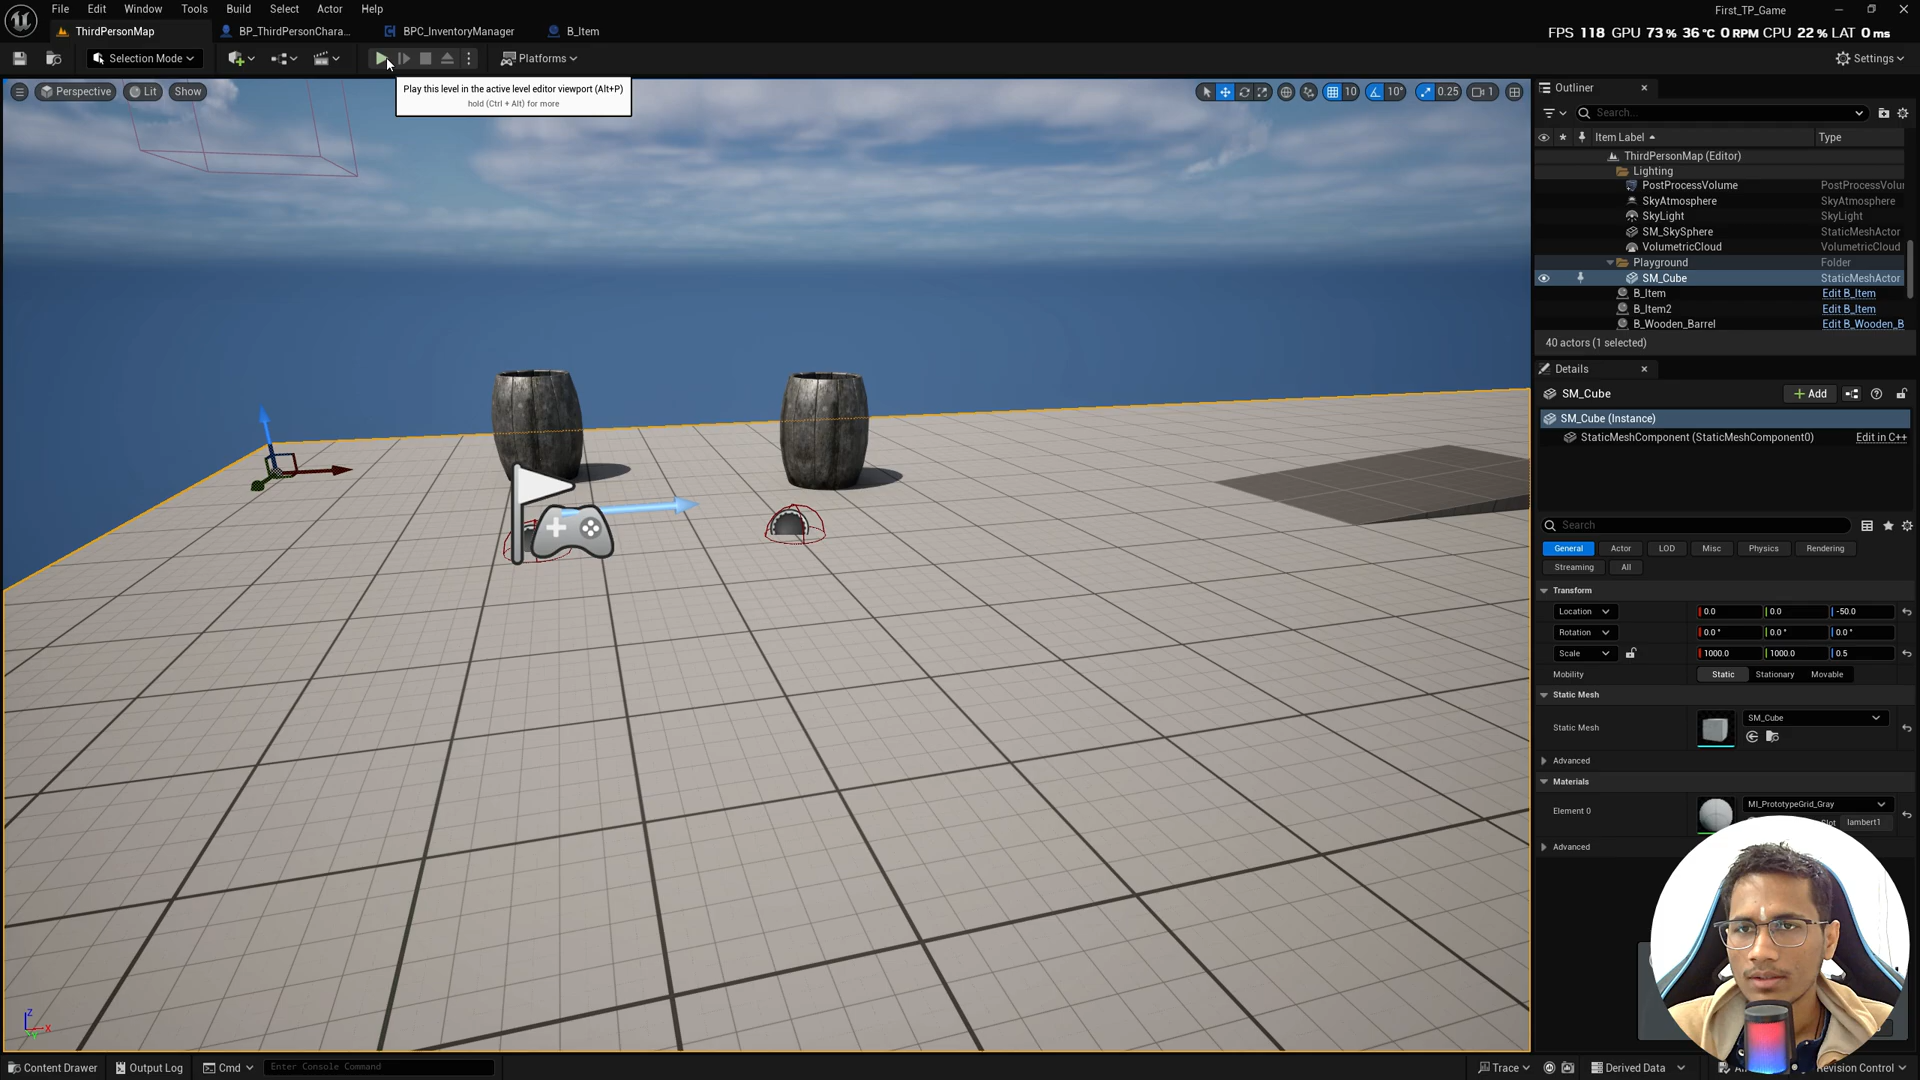 File Edit Window Tools Build Select Actor Help
First_TP_Game
ThirdPersonMap
BP_ThirdPersonChara...
BPC_InventoryManager
B_Item
FPS 118 GPU 73 % 36 °C 0 RPM CPU 22 % LAT 0 ms
Selection Mode
Platforms
Settings
Play this level in the active level editor viewport (Alt+P)
hold (Ctrl + Alt) for more
Perspective
Lit
Show
10
10°
0.25
1
Outliner
Search...
Item Label
Type
ThirdPersonMap (Editor)
Lighting
PostProcessVolume PostProcessVolu
SkyAtmosphere SkyAtmosphere
SkyLight SkyLight
SM_SkySphere StaticMeshActor
VolumetricCloud VolumetricCloud
Playground Folder
SM_Cube StaticMeshActor
B_Item Edit B_Item
B_Item2 Edit B_Item
B_Wooden_Barrel Edit B_Wooden_B
40 actors (1 selected)
Details
SM_Cube
Add
SM_Cube (Instance)
StaticMeshComponent (StaticMeshComponent0) Edit in C++
Search
General Actor LOD Misc Physics Rendering
Streaming All
Transform
Location 0.0 0.0 -50.0
Rotation 0.0 ° 0.0 ° 0.0 °
Scale 1000.0 1000.0 0.5
Mobility Static Stationary Movable
Static Mesh
Static Mesh SM_Cube
Advanced
Materials
Element 0 MI_PrototypeGrid_Gray
lambert1
Advanced
Z
X
Content Drawer
Output Log
Cmd
Enter Console Command
Trace
Derived Data
Revision Control